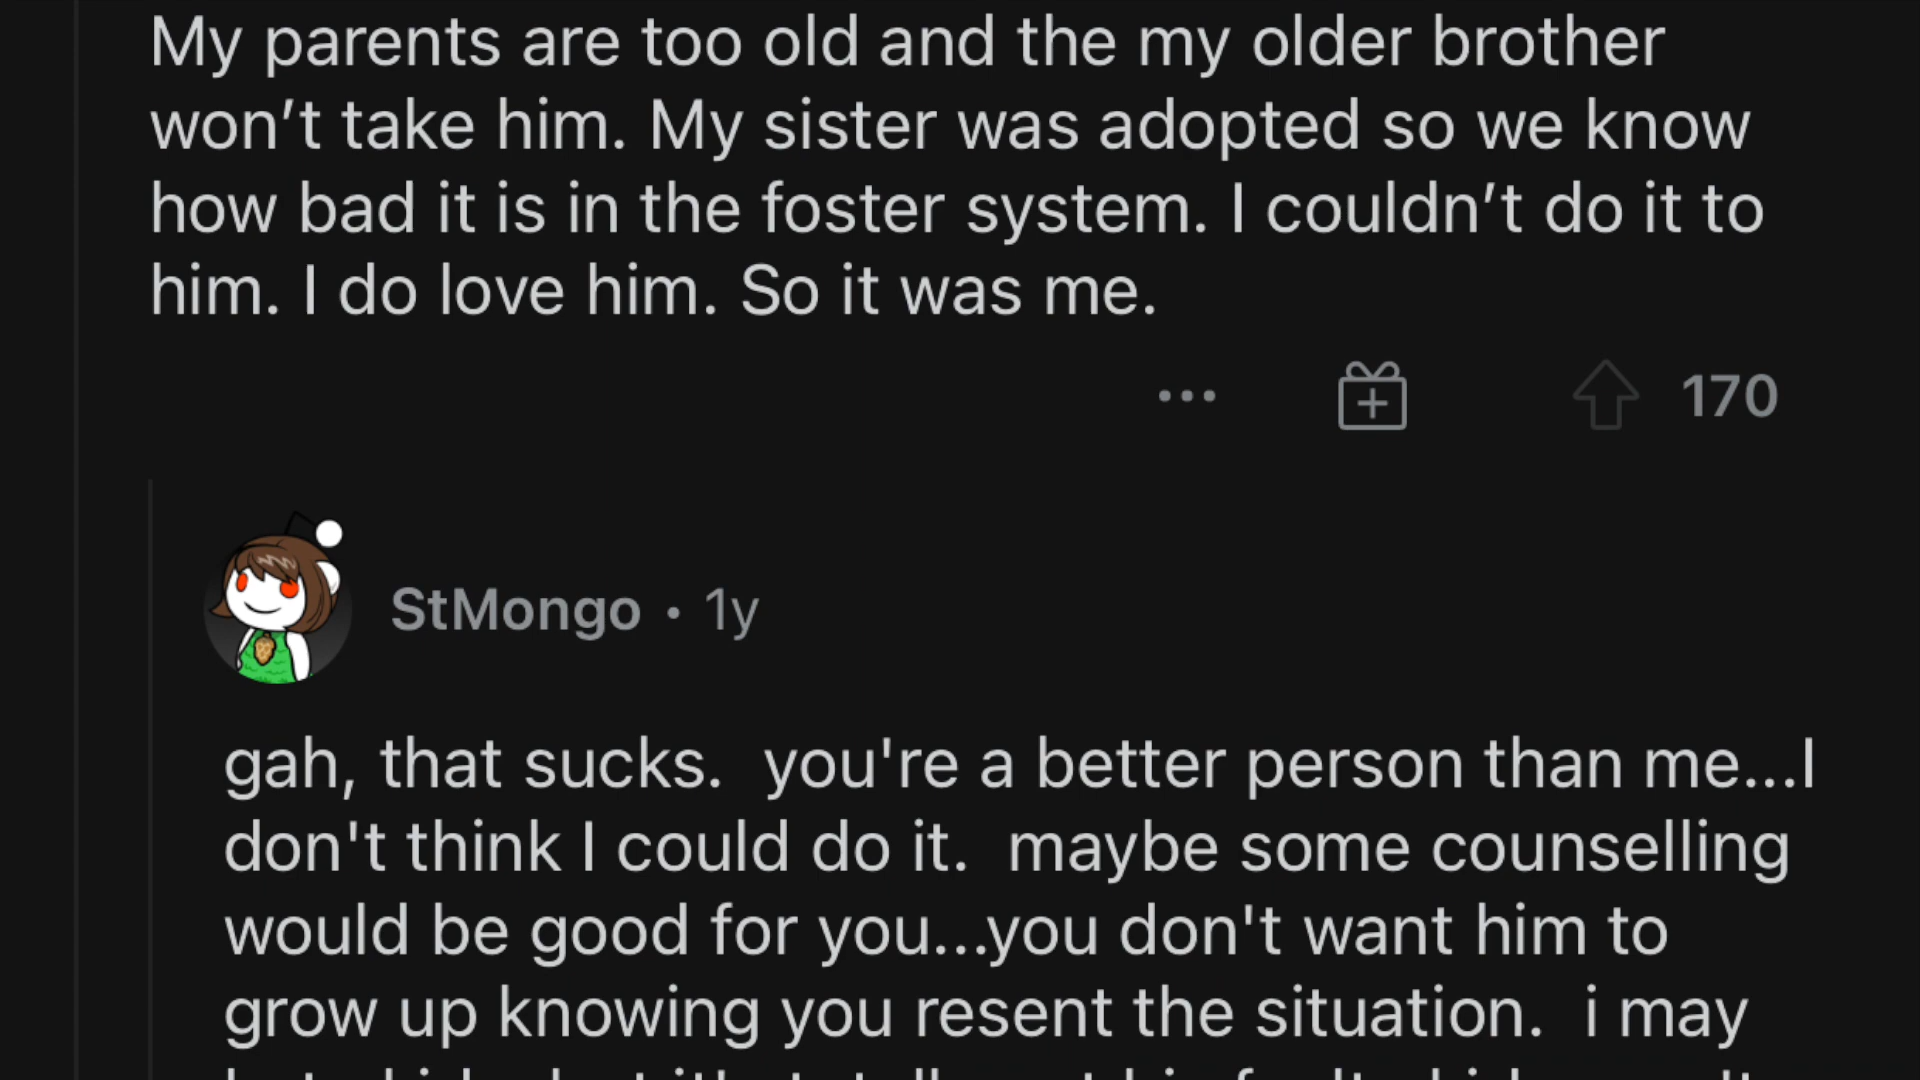 My parents are too old and the my older brother
won’t take him. My sister was adopted so we know
how bad it is in the foster system. I couldn’t do it to
him. I do love him. So it was me.
170
StMongo • 1y
gah, that sucks.  you're a better person than me...I
don't think I could do it.  maybe some counselling
would be good for you...you don't want him to
grow up knowing you resent the situation.  i may